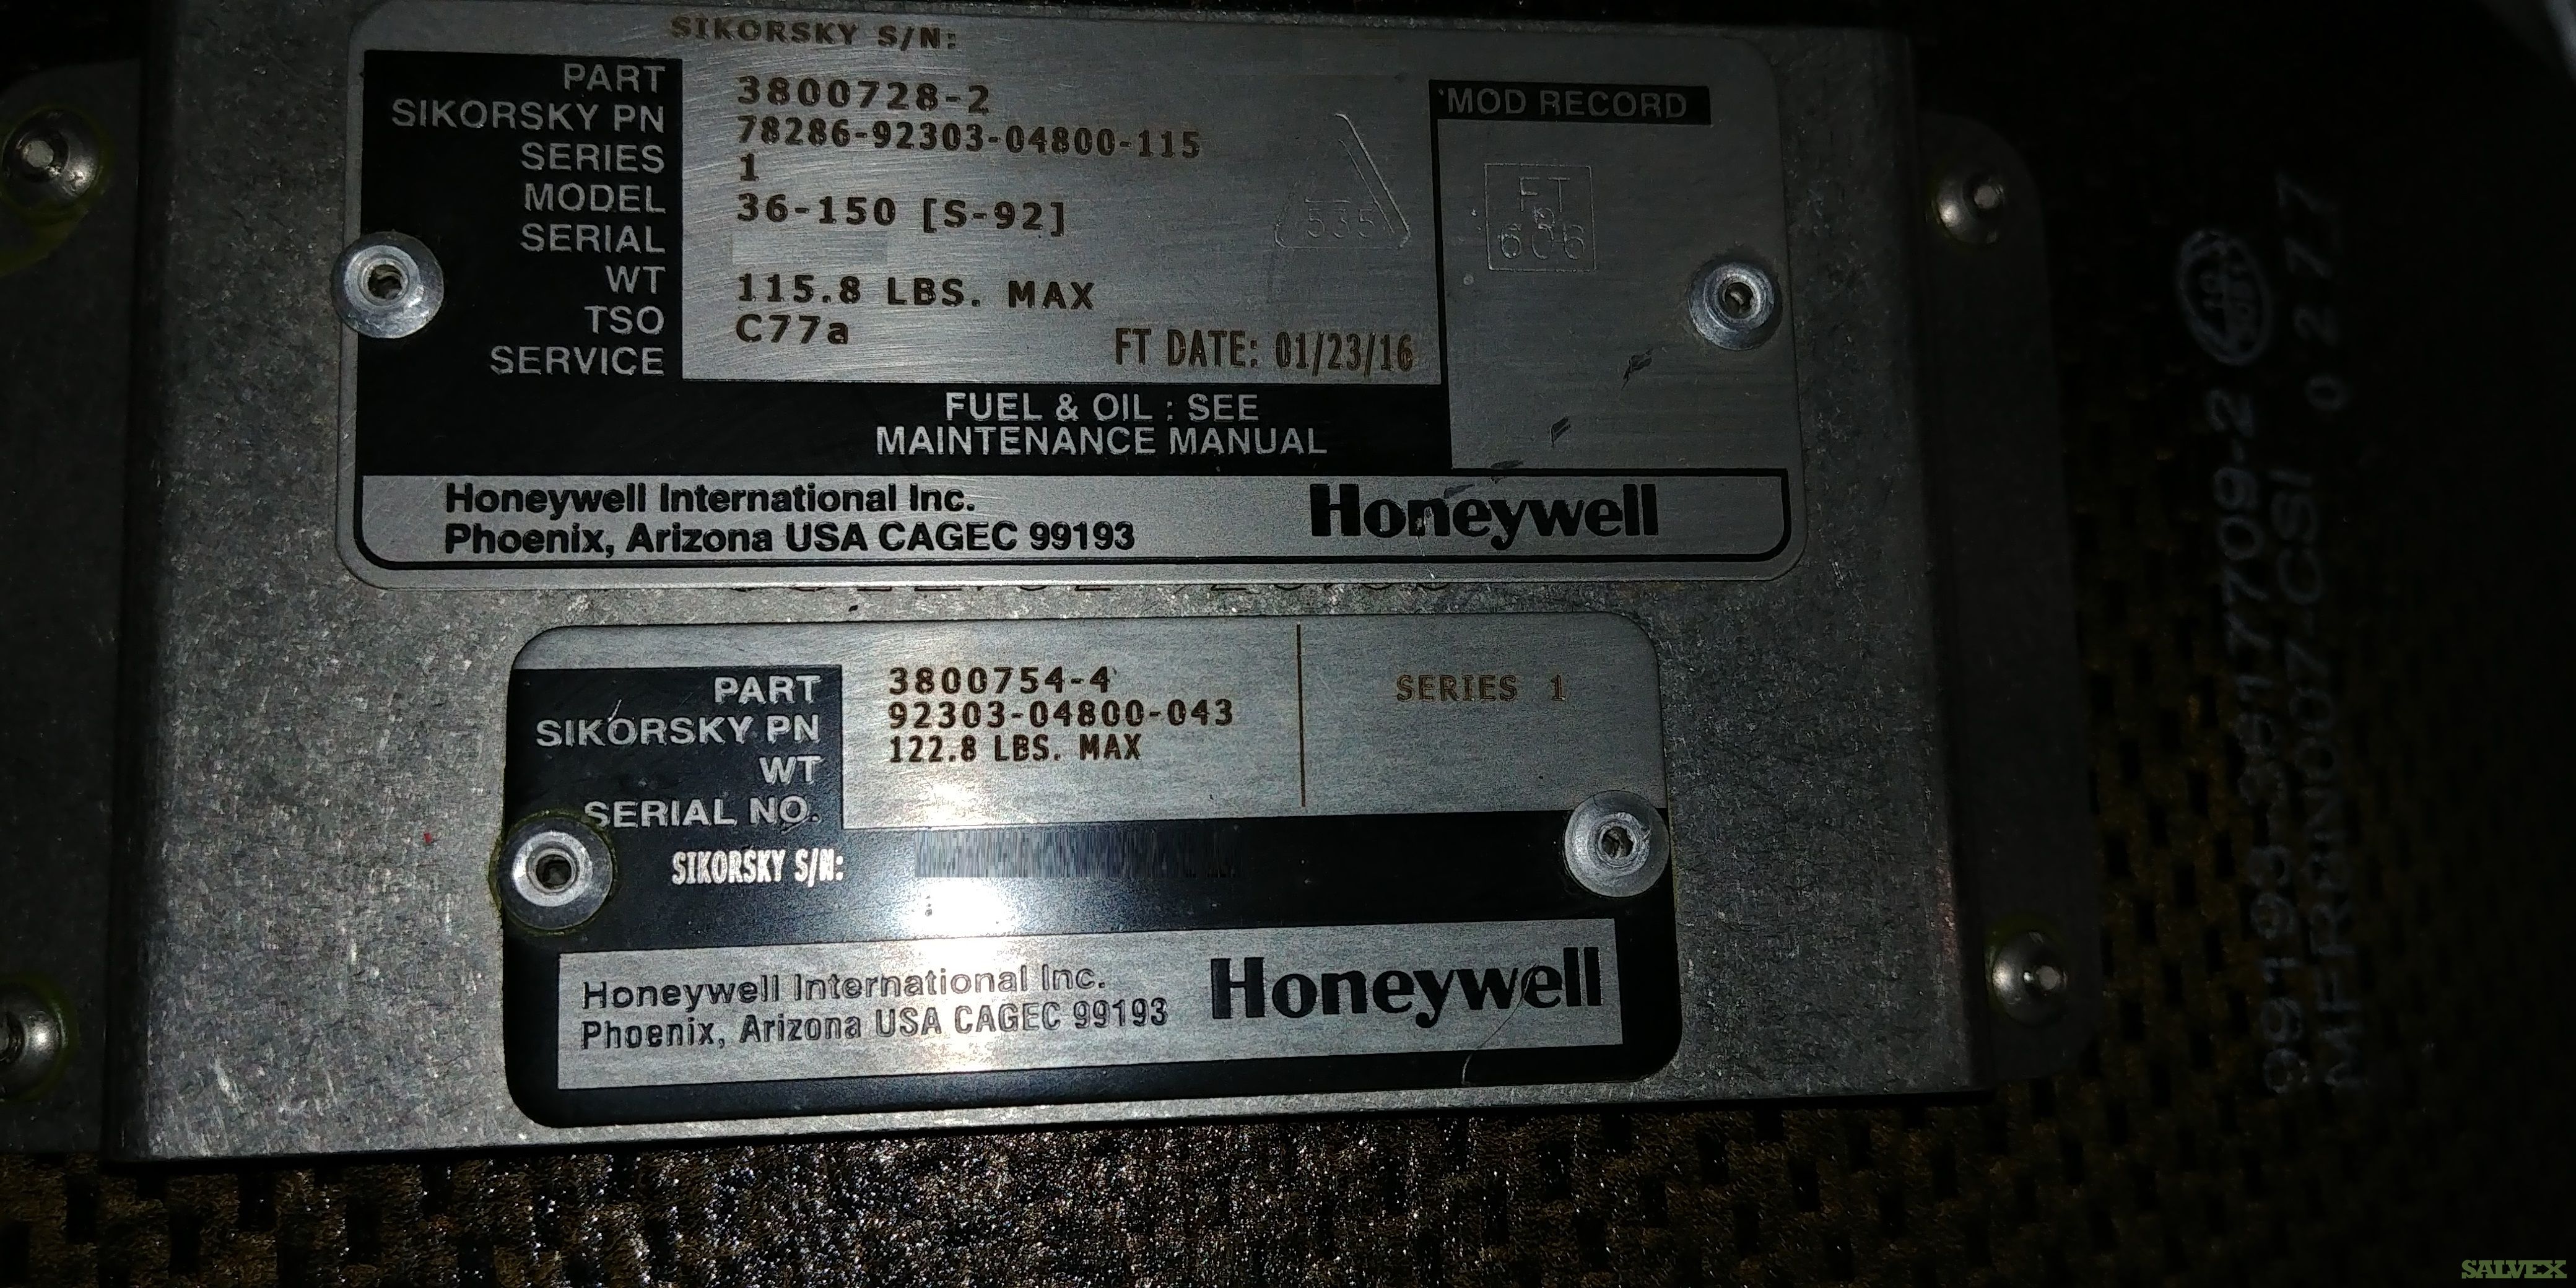 SIKORSKY S/N:
PART 3800728-2
SIKORSKY PN 78286-92303-04800-115
SERIES 1
MODEL 36-150 [S-92]
SERIAL
WT 115.8 LBS. MAX
TSO C77a
SERVICE FT DATE: 01/23/16
MOD RECORD
535
FT
606
FUEL & OIL : SEE
MAINTENANCE MANUAL
Honeywell International Inc.
Phoenix, Arizona USA CAGEC 99193
Honeywell
PART 3800754-4
SIKORSKY PN 92303-04800-043
WT 122.8 LBS. MAX
SERIAL NO.
SERIES 1
SIKORSKY S/N:
Honeywell International Inc.
Phoenix, Arizona USA CAGEC 99193
Honeywell
0277
SALVEX